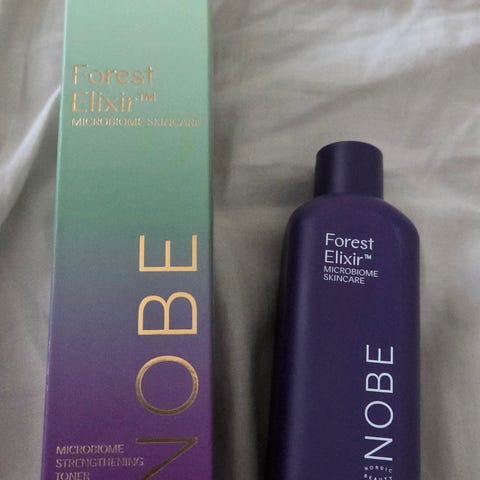 Forest
Elixir™
MICROBIOME SKINCARE
NOBE
MICROBIOME
STRENGTHENING
TONER
Forest
Elixir™
MICROBIOME
SKINCARE
NOBE
NORDIC
BEAUTY